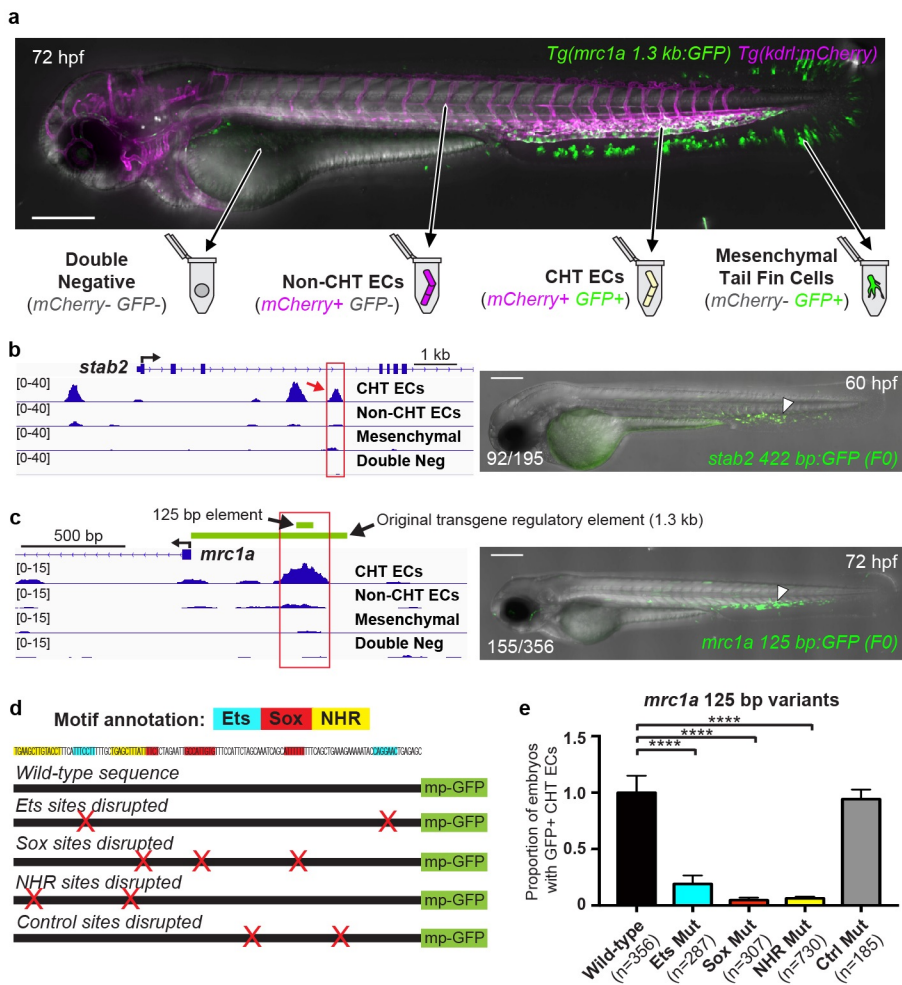 a
72 hpf
Tg(mrc1a 1.3 kb:GFP) Tg(kdrl:mCherry)
Double
Negative
(mCherry- GFP-)
Non-CHT ECs
(mCherry+ GFP-)
CHT ECs
(mCherry+ GFP+)
Mesenchymal
Tail Fin Cells
(mCherry- GFP+)
b
stab2
1 kb
[0-40]
CHT ECs
[0-40]
Non-CHT ECs
[0-40]
Mesenchymal
[0-40]
Double Neg
60 hpf
92/195
stab2 422 bp:GFP (F0)
c
125 bp element
Original transgene regulatory element (1.3 kb)
500 bp
mrc1a
[0-15]
CHT ECs
[0-15]
Non-CHT ECs
[0-15]
Mesenchymal
[0-15]
Double Neg
72 hpf
155/356
mrc1a 125 bp:GFP (F0)
d
Motif annotation: Ets Sox NHR
Wild-type sequence
mp-GFP
Ets sites disrupted
mp-GFP
Sox sites disrupted
mp-GFP
NHR sites disrupted
mp-GFP
Control sites disrupted
mp-GFP
e
mrc1a 125 bp variants
****
****
****
Proportion of embryos
with GFP+ CHT ECs
1.5
1.0
0.5
0
Wild-type
(n=356)
Ets Mut
(n=287)
Sox Mut
(n=307)
NHR Mut
(n=730)
Ctrl Mut
(n=185)